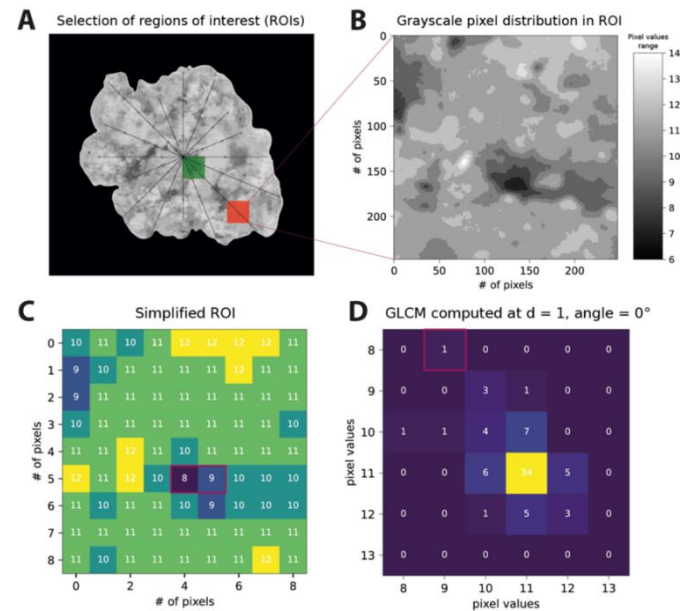 A Selection of regions of interest (ROIs)
B Grayscale pixel distribution in ROI
Pixel values
range
0
50
100
150
200
# of pixels
0 50 100 150 200
# of pixels
14
13
12
11
10
9
8
7
6
C Simplified ROI
# of pixels
0 10 11 10 11 12 12 12 12 11
1 9 10 11 11 11 11 12 11 11
2 9 11 11 11 11 11 11 11 11
3 10 11 11 11 11 11 11 11 10
4 11 11 12 11 10 11 11 11 11
5 12 11 12 10 8 9 10 10 10
6 11 10 11 11 10 9 10 10 10
7 11 11 11 11 11 11 11 11 11
8 11 10 11 11 11 11 11 12 11
0 2 4 6 8
# of pixels
D GLCM computed at d = 1, angle = 0°
pixel values
8 0 1 0 0 0 0
9 0 0 3 1 0 0
10 1 1 4 7 0 0
11 0 0 6 34 5 0
12 0 0 1 5 3 0
13 0 0 0 0 0 0
8 9 10 11 12 13
pixel values